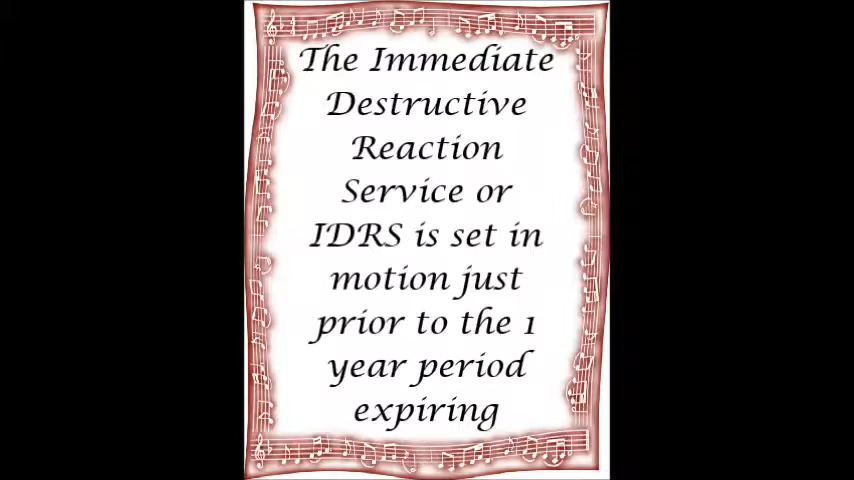 The Immediate
Destructive
Reaction
Service or
IDRS is set in
motion just
prior to the 1
year period
expiring